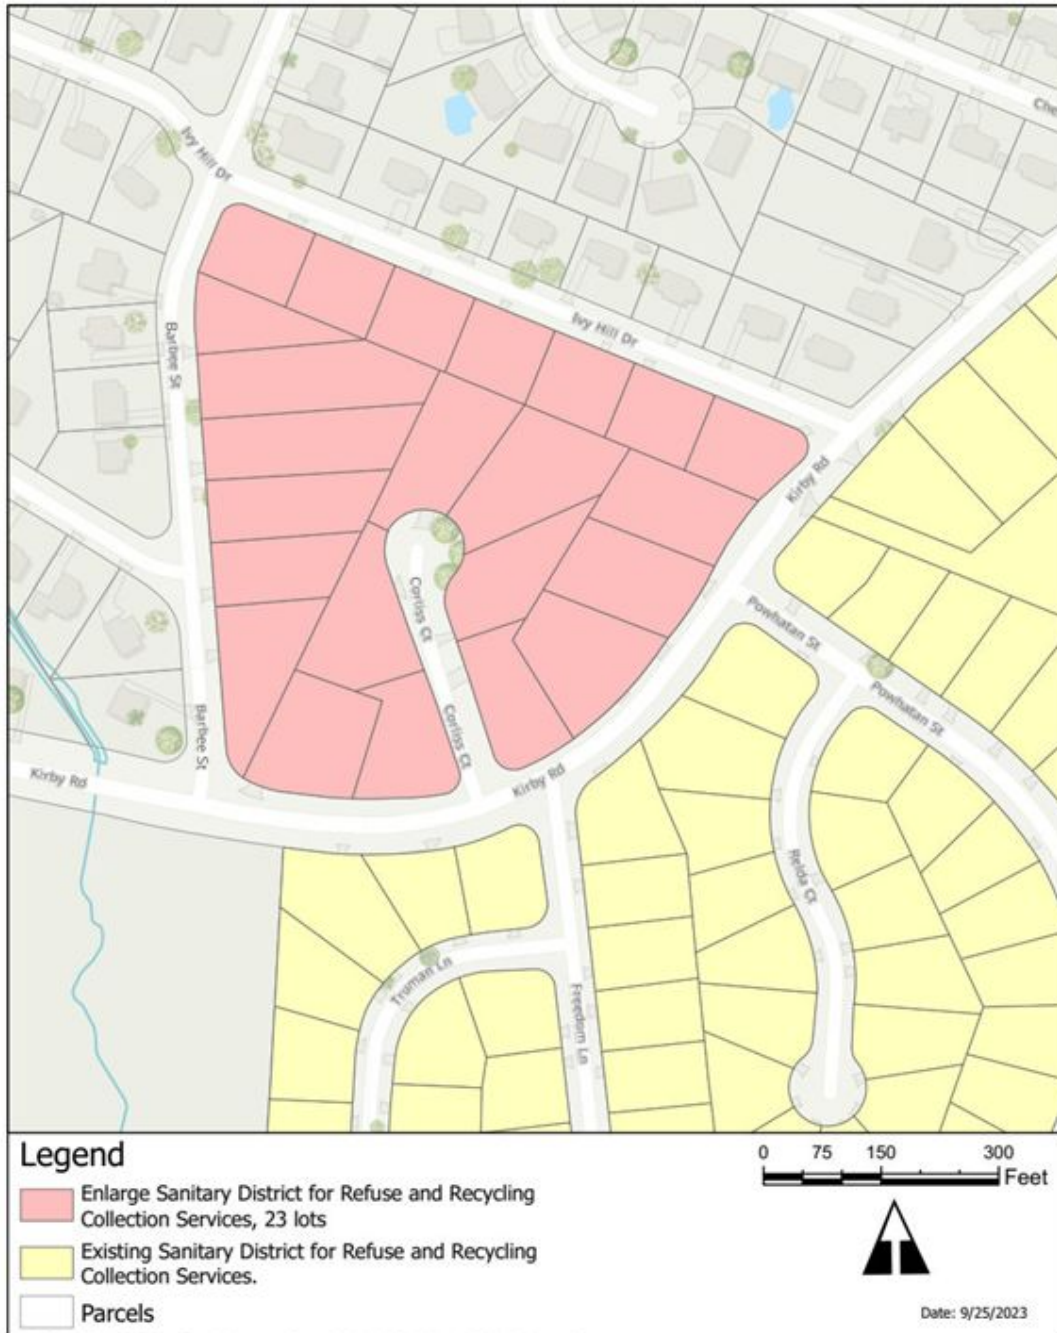 Che
Ivy Hill Dr
Ivy Hill Dr
Barbee St
Kirby Rd
Corliss Ct
Powhatan St
Powhatan St
Barbee St
Corliss Ct
Kirby Rd
Kirby Rd
Relda Ct
Truman Ln
Freedom Ln
Legend
Enlarge Sanitary District for Refuse and Recycling
Collection Services, 23 lots
Existing Sanitary District for Refuse and Recycling
Collection Services.
Parcels
0 75 150 300
Feet
Date: 9/25/2023